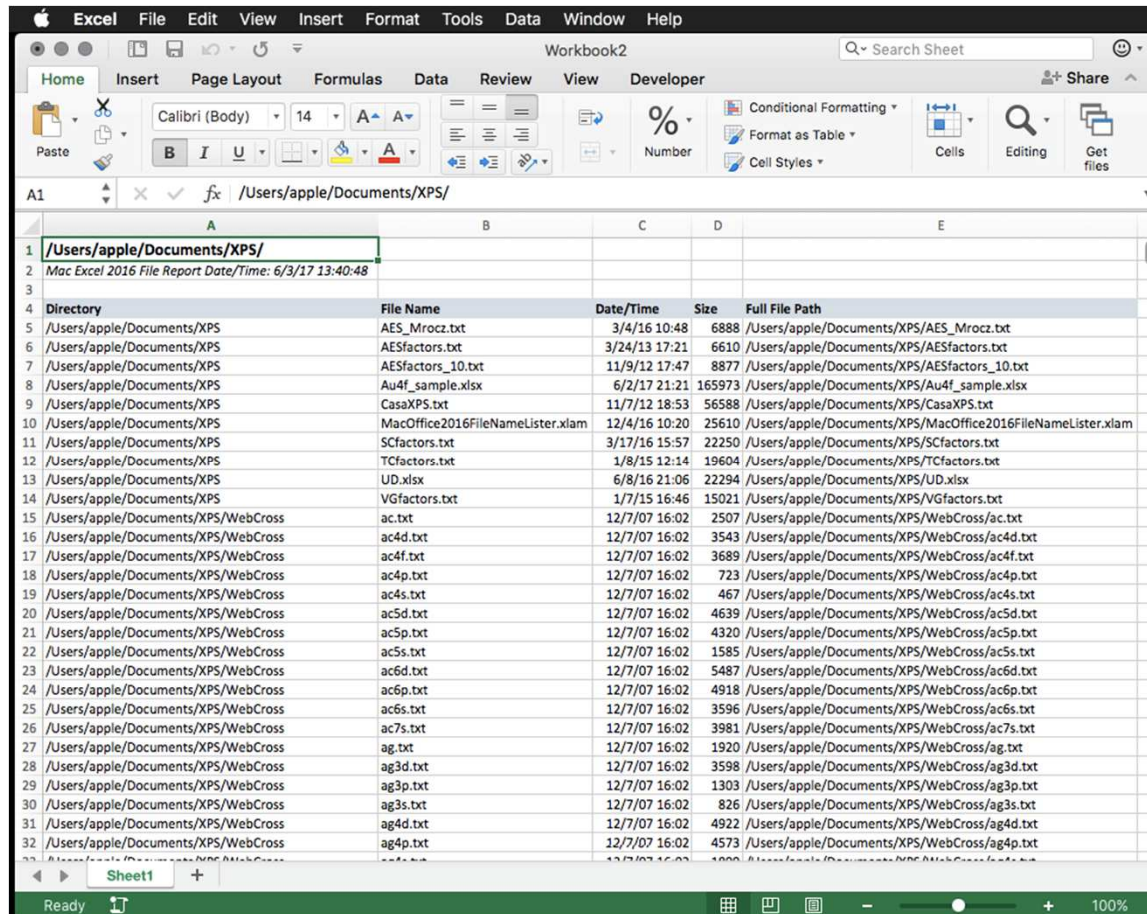 Excel File Edit View Insert Format Tools Data Window Help
Workbook2
Search Sheet
Home Insert Page Layout Formulas Data Review View Developer Share
Paste
Calibri (Body) 14 A A
B I U A
% Number
Conditional Formatting
Format as Table
Cell Styles
Cells
Editing
Get files
A1 fx /Users/apple/Documents/XPS/
A B C D E
1 /Users/apple/Documents/XPS/
2 Mac Excel 2016 File Report Date/Time: 6/3/17 13:40:48
3
4 Directory File Name Date/Time Size Full File Path
5 /Users/apple/Documents/XPS AES_Mrocz.txt 3/4/16 10:48 6888 /Users/apple/Documents/XPS/AES_Mrocz.txt
6 /Users/apple/Documents/XPS AESfactors.txt 3/24/13 17:21 6610 /Users/apple/Documents/XPS/AESfactors.txt
7 /Users/apple/Documents/XPS AESfactors_10.txt 11/9/12 17:47 8877 /Users/apple/Documents/XPS/AESfactors_10.txt
8 /Users/apple/Documents/XPS Au4f_sample.xlsx 6/2/17 21:21 165973 /Users/apple/Documents/XPS/Au4f_sample.xlsx
9 /Users/apple/Documents/XPS CasaXPS.txt 11/7/12 18:53 56588 /Users/apple/Documents/XPS/CasaXPS.txt
10 /Users/apple/Documents/XPS MacOffice2016FileNameLister.xlam 12/4/16 10:20 25610 /Users/apple/Documents/XPS/MacOffice2016FileNameLister.xlam
11 /Users/apple/Documents/XPS SCfactors.txt 3/17/16 15:57 22250 /Users/apple/Documents/XPS/SCfactors.txt
12 /Users/apple/Documents/XPS TCfactors.txt 1/8/15 12:14 19604 /Users/apple/Documents/XPS/TCfactors.txt
13 /Users/apple/Documents/XPS UD.xlsx 6/8/16 21:06 22294 /Users/apple/Documents/XPS/UD.xlsx
14 /Users/apple/Documents/XPS VGfactors.txt 1/7/15 16:46 15021 /Users/apple/Documents/XPS/VGfactors.txt
15 /Users/apple/Documents/XPS/WebCross ac.txt 12/7/07 16:02 2507 /Users/apple/Documents/XPS/WebCross/ac.txt
16 /Users/apple/Documents/XPS/WebCross ac4d.txt 12/7/07 16:02 3543 /Users/apple/Documents/XPS/WebCross/ac4d.txt
17 /Users/apple/Documents/XPS/WebCross ac4f.txt 12/7/07 16:02 3689 /Users/apple/Documents/XPS/WebCross/ac4f.txt
18 /Users/apple/Documents/XPS/WebCross ac4p.txt 12/7/07 16:02 723 /Users/apple/Documents/XPS/WebCross/ac4p.txt
19 /Users/apple/Documents/XPS/WebCross ac4s.txt 12/7/07 16:02 467 /Users/apple/Documents/XPS/WebCross/ac4s.txt
20 /Users/apple/Documents/XPS/WebCross ac5d.txt 12/7/07 16:02 4639 /Users/apple/Documents/XPS/WebCross/ac5d.txt
21 /Users/apple/Documents/XPS/WebCross ac5p.txt 12/7/07 16:02 4320 /Users/apple/Documents/XPS/WebCross/ac5p.txt
22 /Users/apple/Documents/XPS/WebCross ac5s.txt 12/7/07 16:02 1585 /Users/apple/Documents/XPS/WebCross/ac5s.txt
23 /Users/apple/Documents/XPS/WebCross ac6d.txt 12/7/07 16:02 5487 /Users/apple/Documents/XPS/WebCross/ac6d.txt
24 /Users/apple/Documents/XPS/WebCross ac6p.txt 12/7/07 16:02 4918 /Users/apple/Documents/XPS/WebCross/ac6p.txt
25 /Users/apple/Documents/XPS/WebCross ac6s.txt 12/7/07 16:02 3596 /Users/apple/Documents/XPS/WebCross/ac6s.txt
26 /Users/apple/Documents/XPS/WebCross ac7s.txt 12/7/07 16:02 3981 /Users/apple/Documents/XPS/WebCross/ac7s.txt
27 /Users/apple/Documents/XPS/WebCross ag.txt 12/7/07 16:02 1920 /Users/apple/Documents/XPS/WebCross/ag.txt
28 /Users/apple/Documents/XPS/WebCross ag3d.txt 12/7/07 16:02 3598 /Users/apple/Documents/XPS/WebCross/ag3d.txt
29 /Users/apple/Documents/XPS/WebCross ag3p.txt 12/7/07 16:02 1303 /Users/apple/Documents/XPS/WebCross/ag3p.txt
30 /Users/apple/Documents/XPS/WebCross ag3s.txt 12/7/07 16:02 826 /Users/apple/Documents/XPS/WebCross/ag3s.txt
31 /Users/apple/Documents/XPS/WebCross ag4d.txt 12/7/07 16:02 4922 /Users/apple/Documents/XPS/WebCross/ag4d.txt
32 /Users/apple/Documents/XPS/WebCross ag4p.txt 12/7/07 16:02 4573 /Users/apple/Documents/XPS/WebCross/ag4p.txt
Sheet1 +
Ready 100%